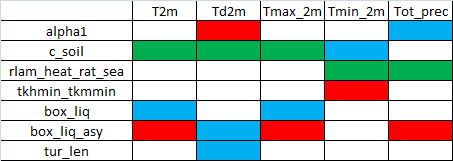 T2m Td2m Tmax_2m Tmin_2m Tot_prec
alpha1
c_soil
rlam_heat_rat_sea
tkhmin_tkmmin
box_liq
box_liq_asy
tur_len